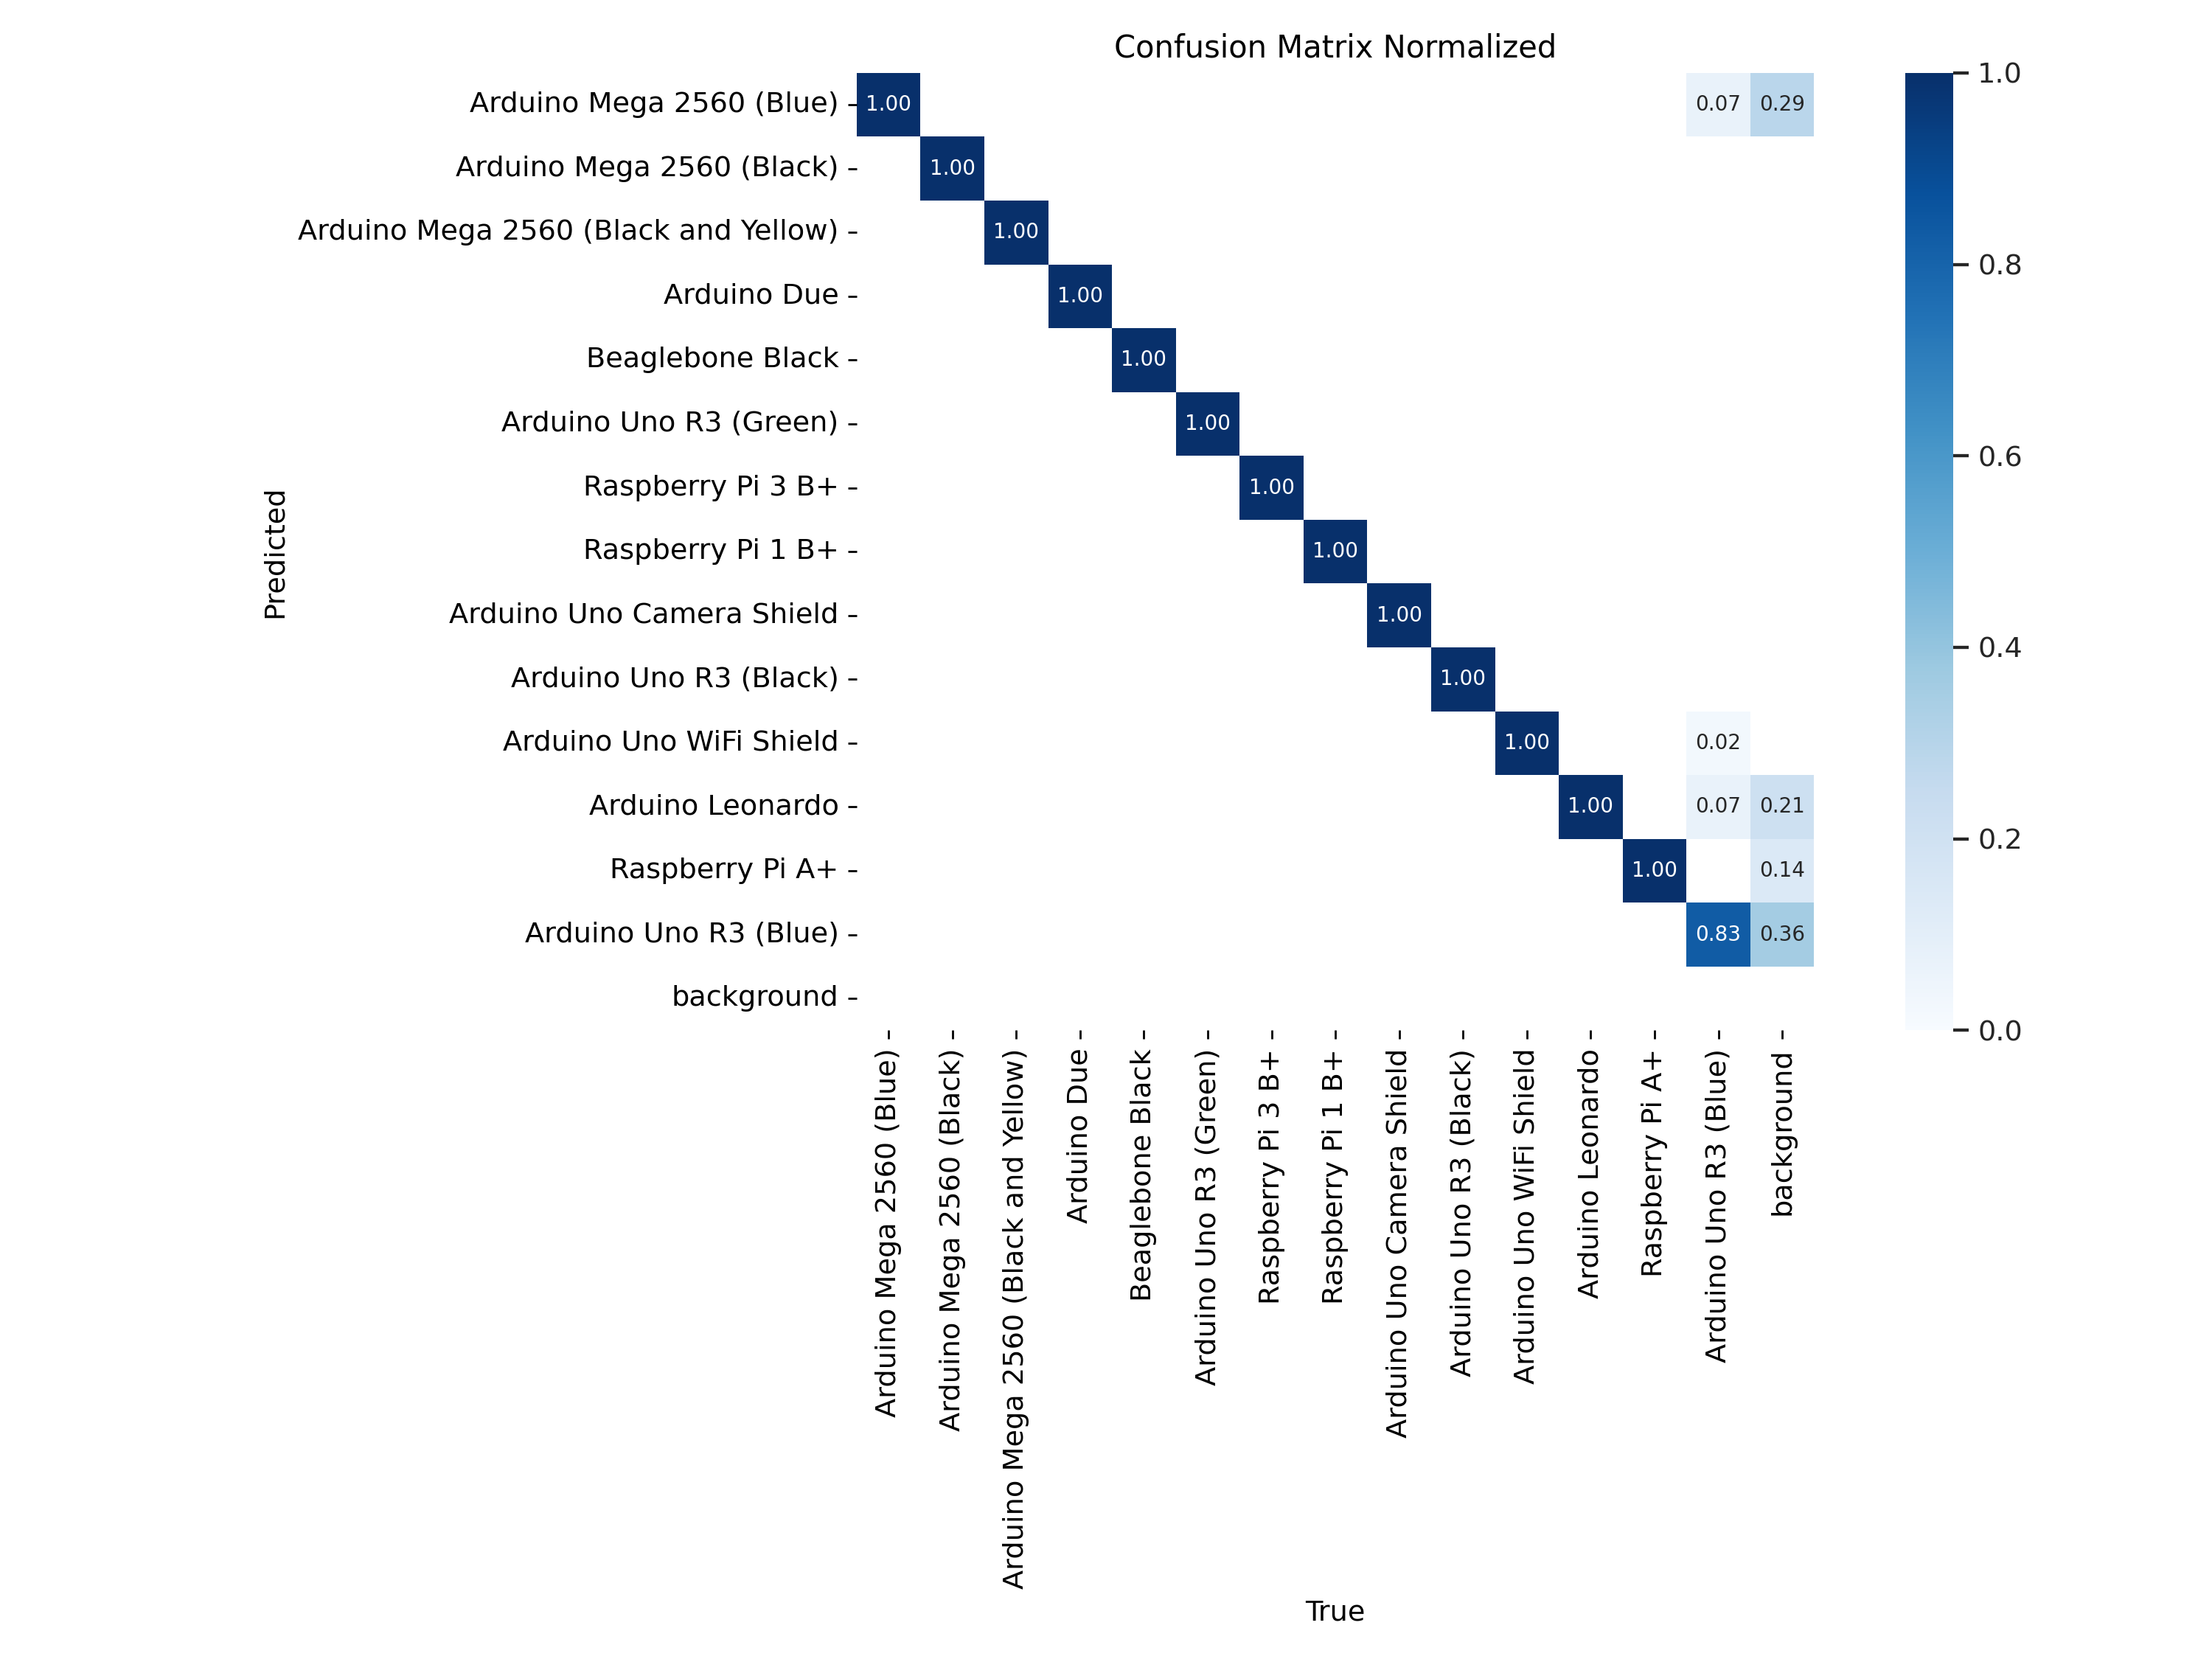 Confusion Matrix Normalized
Arduino Mega 2560 (Blue) 1.00 0.07 0.29
Arduino Mega 2560 (Black) 1.00
Arduino Mega 2560 (Black and Yellow) 1.00
Arduino Due 1.00
Beaglebone Black 1.00
Arduino Uno R3 (Green) 1.00
Raspberry Pi 3 B+ 1.00
Raspberry Pi 1 B+ 1.00
Arduino Uno Camera Shield 1.00
Arduino Uno R3 (Black) 1.00
Arduino Uno WiFi Shield 1.00 0.02
Arduino Leonardo 1.00 0.07 0.21
Raspberry Pi A+ 1.00 0.14
Arduino Uno R3 (Blue) 0.83 0.36
background
Predicted
Arduino Mega 2560 (Blue)
Arduino Mega 2560 (Black)
Arduino Mega 2560 (Black and Yellow)
Arduino Due
Beaglebone Black
Arduino Uno R3 (Green)
Raspberry Pi 3 B+
Raspberry Pi 1 B+
Arduino Uno Camera Shield
Arduino Uno R3 (Black)
Arduino Uno WiFi Shield
Arduino Leonardo
Raspberry Pi A+
Arduino Uno R3 (Blue)
background
True
1.0
0.8
0.6
0.4
0.2
0.0